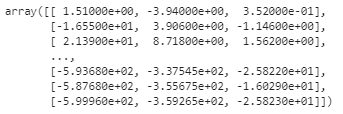 array([[ 1.51000e+00, -3.94000e+00, 3.52000e-01],
[-1.65500e+01, 3.90600e+00, -1.14600e+00],
[ 2.13900e+01, 8.71800e+00, 1.56200e+00],
...,
[-5.93680e+02, -3.37545e+02, -2.58220e+01],
[-5.87680e+02, -3.55675e+02, -1.60290e+01],
[-5.99960e+02, -3.59265e+02, -2.58230e+01]])